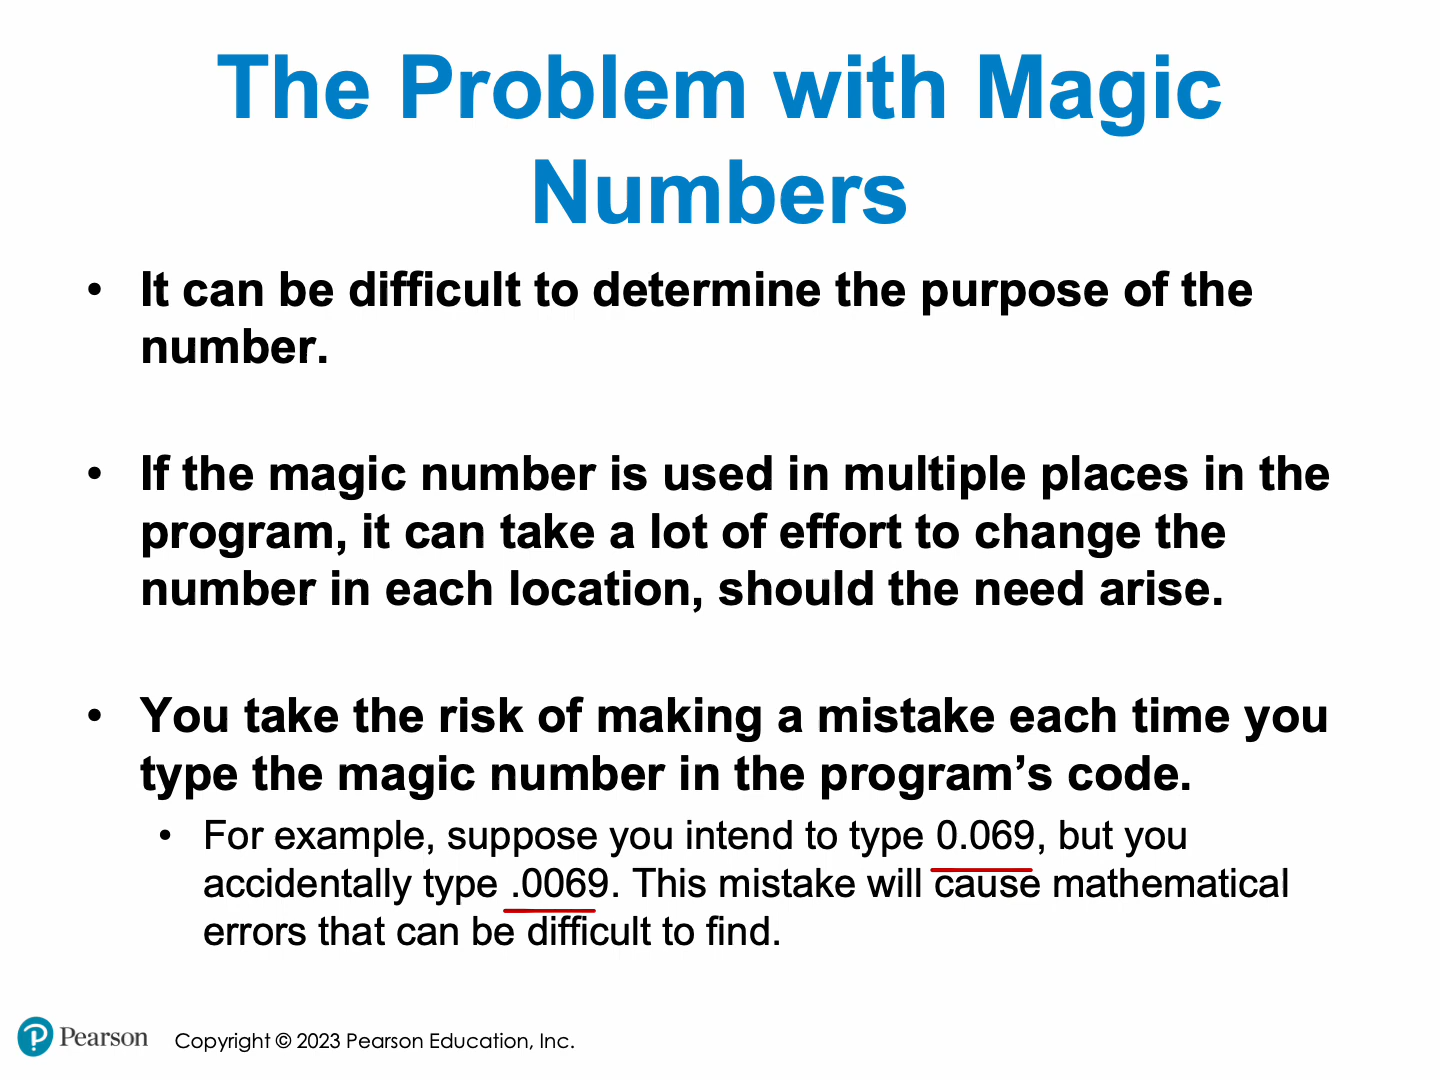 The Problem with Magic
Numbers
• It can be difficult to determine the purpose of the
number.
• If the magic number is used in multiple places in the
program, it can take a lot of effort to change the
number in each location, should the need arise.
• You take the risk of making a mistake each time you
type the magic number in the program’s code.
• For example, suppose you intend to type 0.069, but you
accidentally type .0069. This mistake will cause mathematical
errors that can be difficult to find.
Pearson Copyright © 2023 Pearson Education, Inc.